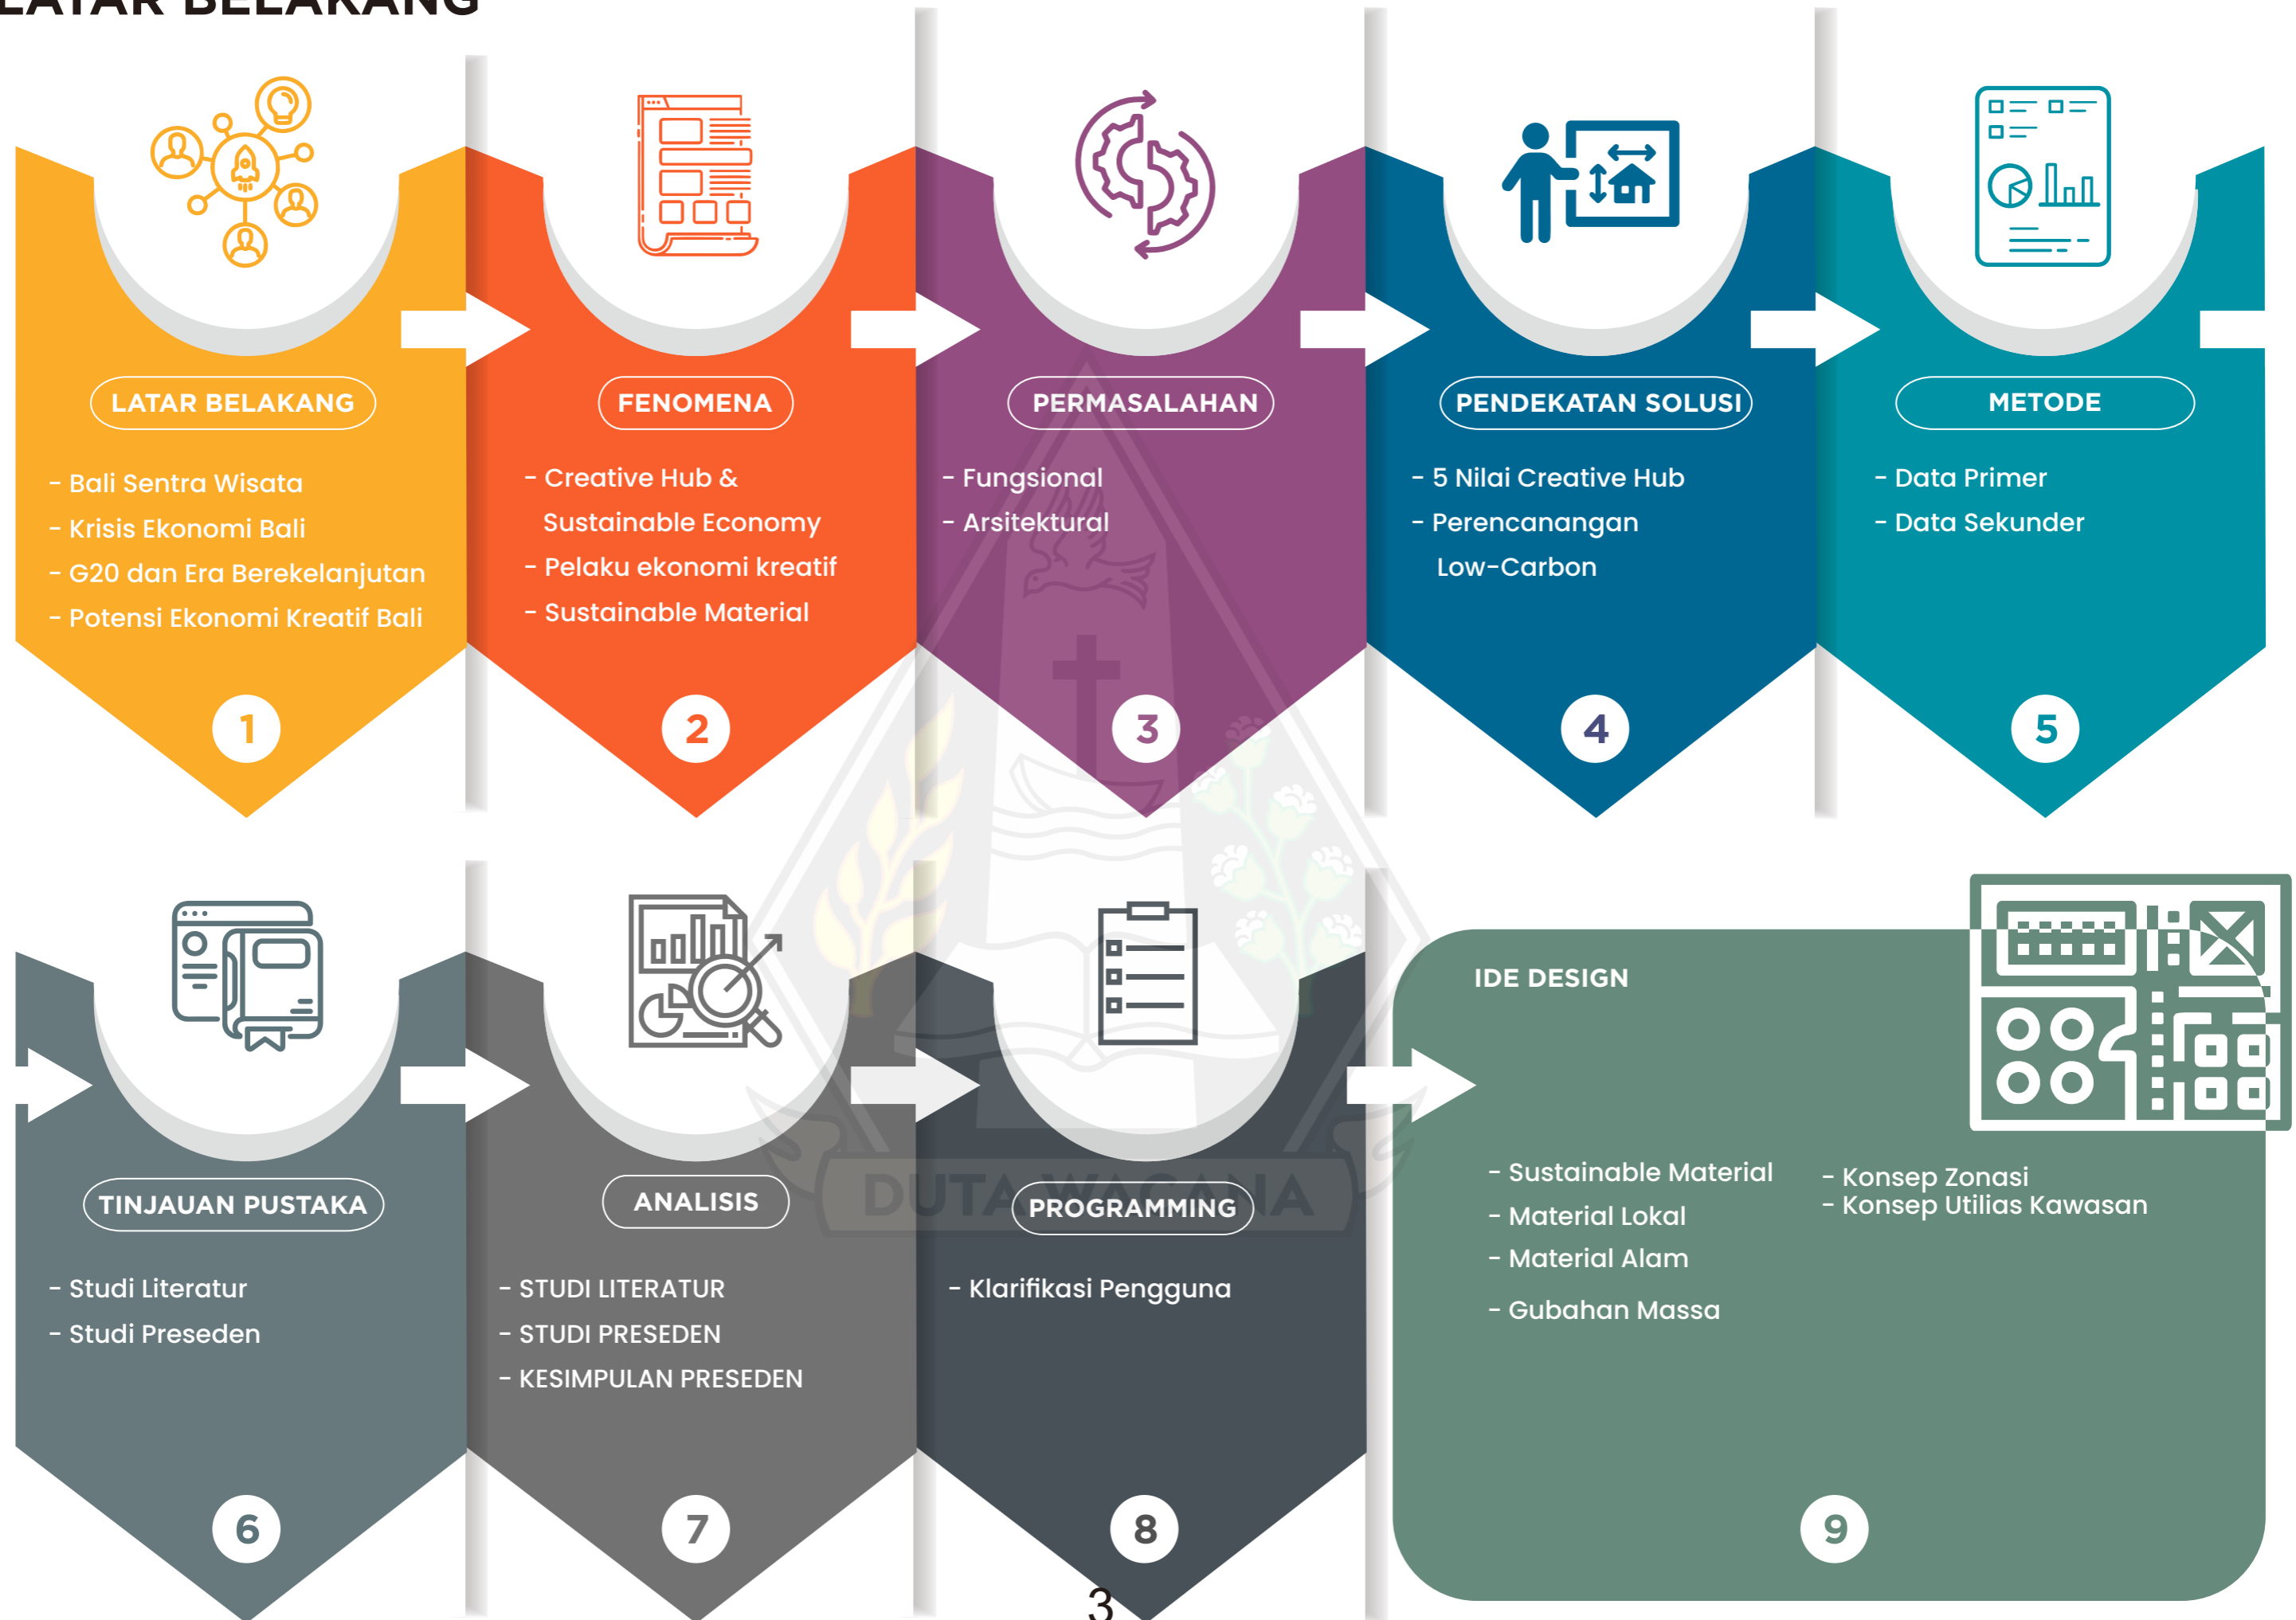 LATAR BELAKANG
LATAR BELAKANG
- Bali Sentra Wisata
- Krisis Ekonomi Bali
- G20 dan Era Berekelanjutan
- Potensi Ekonomi Kreatif Bali
1
FENOMENA
- Creative Hub &
Sustainable Economy
- Pelaku ekonomi kreatif
- Sustainable Material
2
PERMASALAHAN
- Fungsional
- Arsitektural
3
PENDEKATAN SOLUSI
- 5 Nilai Creative Hub
- Perencanangan
Low-Carbon
4
METODE
- Data Primer
- Data Sekunder
5
TINJAUAN PUSTAKA
- Studi Literatur
- Studi Preseden
6
ANALISIS
- STUDI LITERATUR
- STUDI PRESEDEN
- KESIMPULAN PRESEDEN
7
PROGRAMMING
- Klarifikasi Pengguna
8
IDE DESIGN
- Sustainable Material
- Material Lokal
- Material Alam
- Gubahan Massa
- Konsep Zonasi
- Konsep Utilias Kawasan
9
DUTA WACANA
3